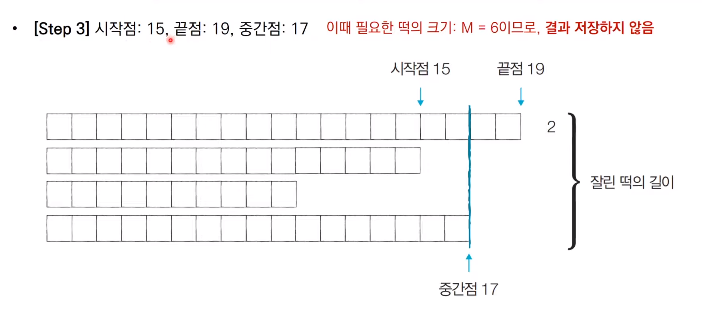 • [Step 3] 시작점: 15, 끝점: 19, 중간점: 17 이때 필요한 떡의 크기: M = 6이므로, 결과 저장하지 않음
시작점 15 끝점 19
2
잘린 떡의 길이
중간점 17